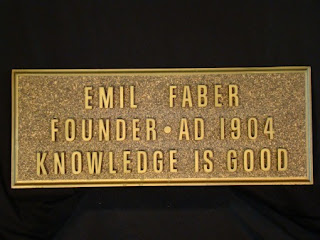 EMIL FABER
FOUNDER • AD 1904
KNOWLEDGE IS GOOD